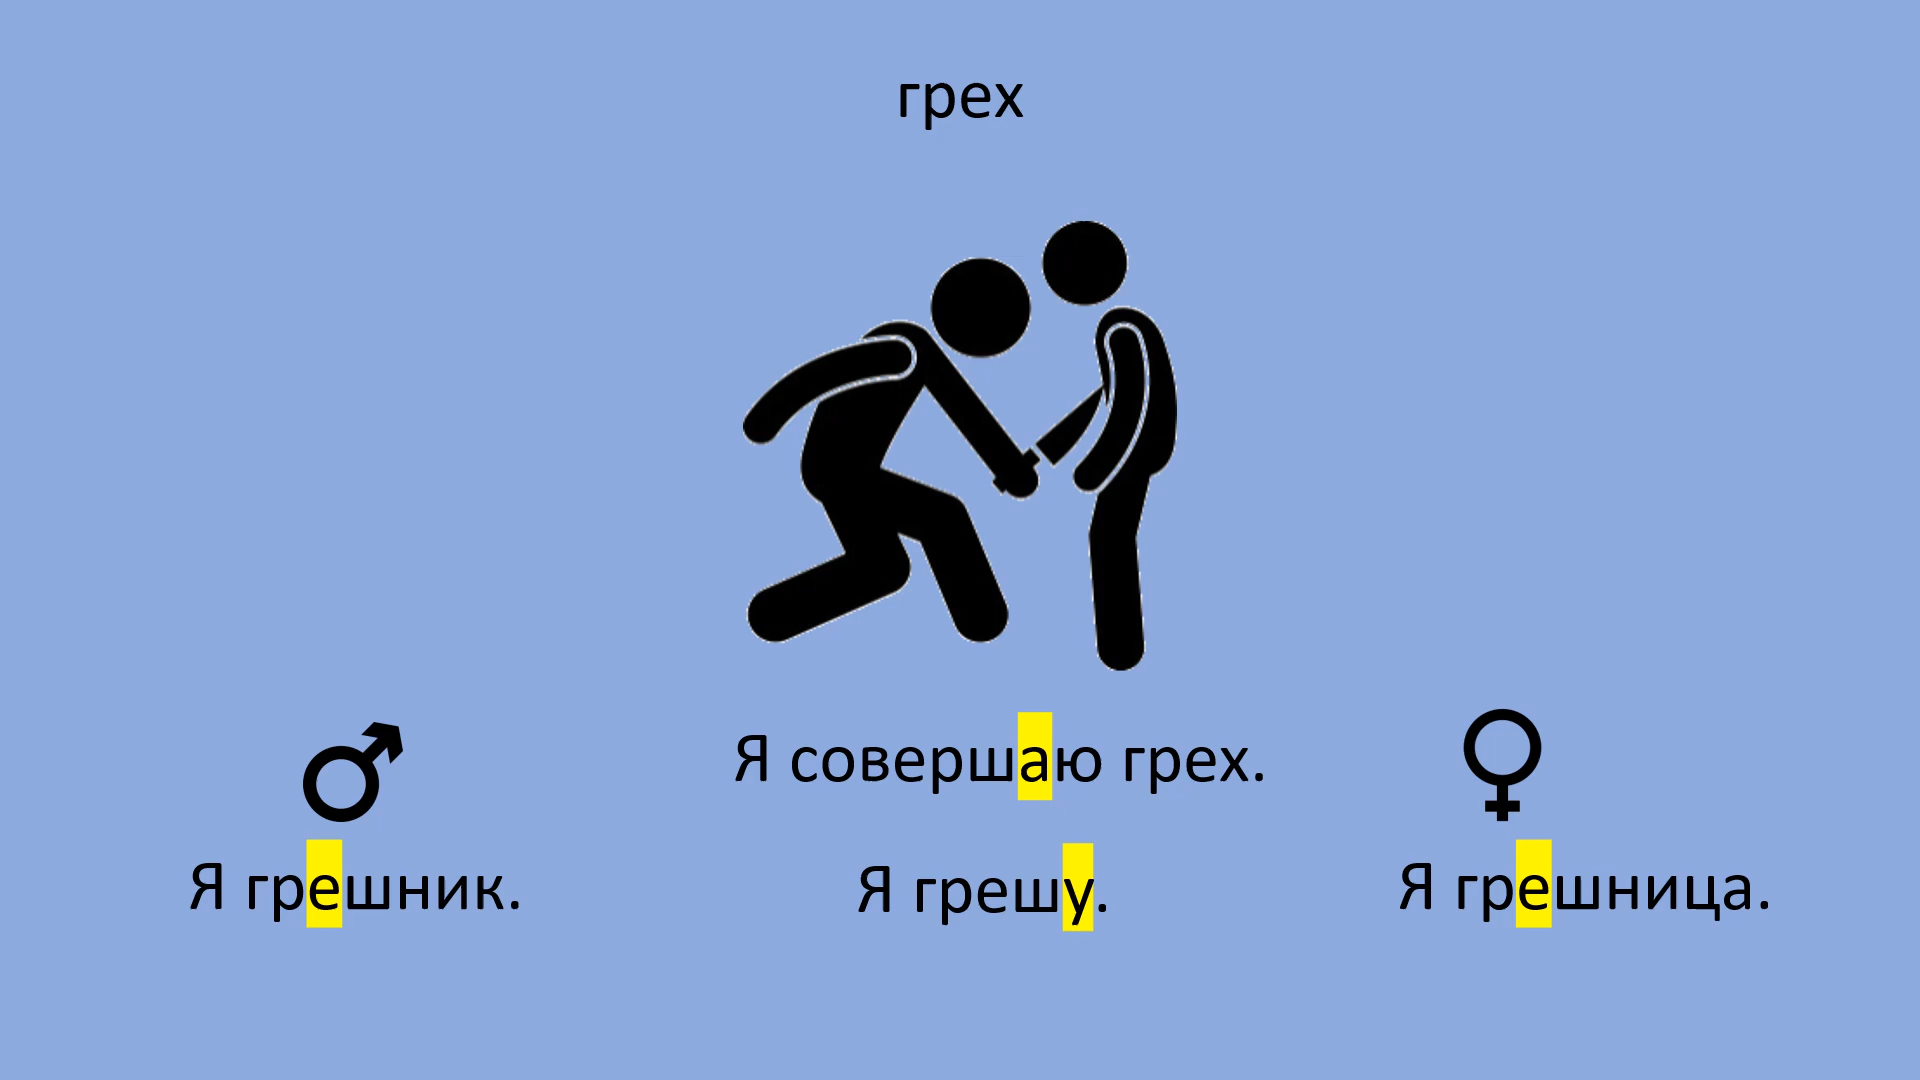 грех
Я совершаю грех.
Я грешник.
Я грешу.
Я грешница.